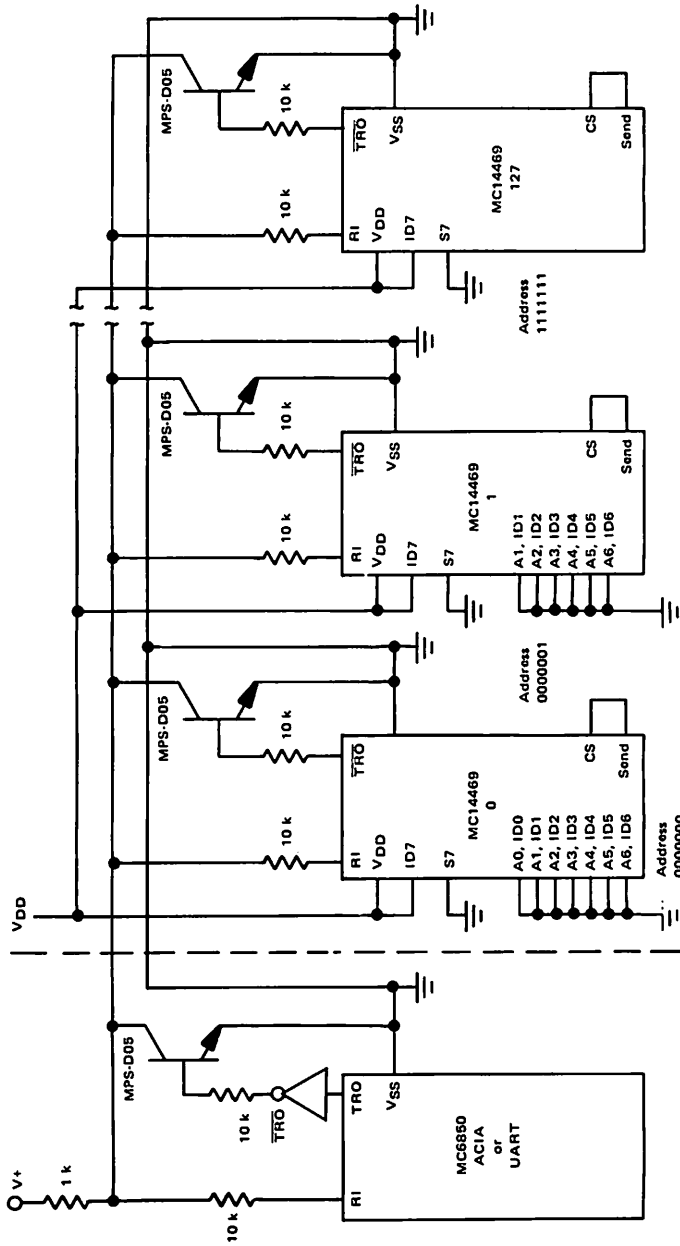 V+
1 k
10 k
MPS-D05
10 k
TRO
RI
TRO
VSS
MC6850
ACIA
or
UART
VDD
MPS-D05
10 k
10 k
RI
TRO
VDD
VSS
ID7
S7
MC14469
0
A0, ID0
A1, ID1
A2, ID2
A3, ID3
A4, ID4
A5, ID5
A6, ID6
CS
Send
Address
0000000
MPS-D05
10 k
10 k
RI
TRO
VDD
VSS
ID7
S7
MC14469
1
A1, ID1
A2, ID2
A3, ID3
A4, ID4
A5, ID5
A6, ID6
CS
Send
Address
0000001
MPS-D05
10 k
10 k
RI
TRO
VDD
VSS
ID7
S7
MC14469
127
CS
Send
Address
1111111